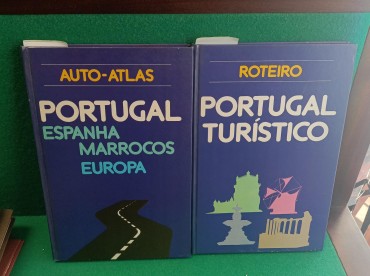 AUTO-ATLAS
PORTUGAL
ESPANHA
MARROCOS
EUROPA
ROTEIRO
PORTUGAL
TURÍSTICO